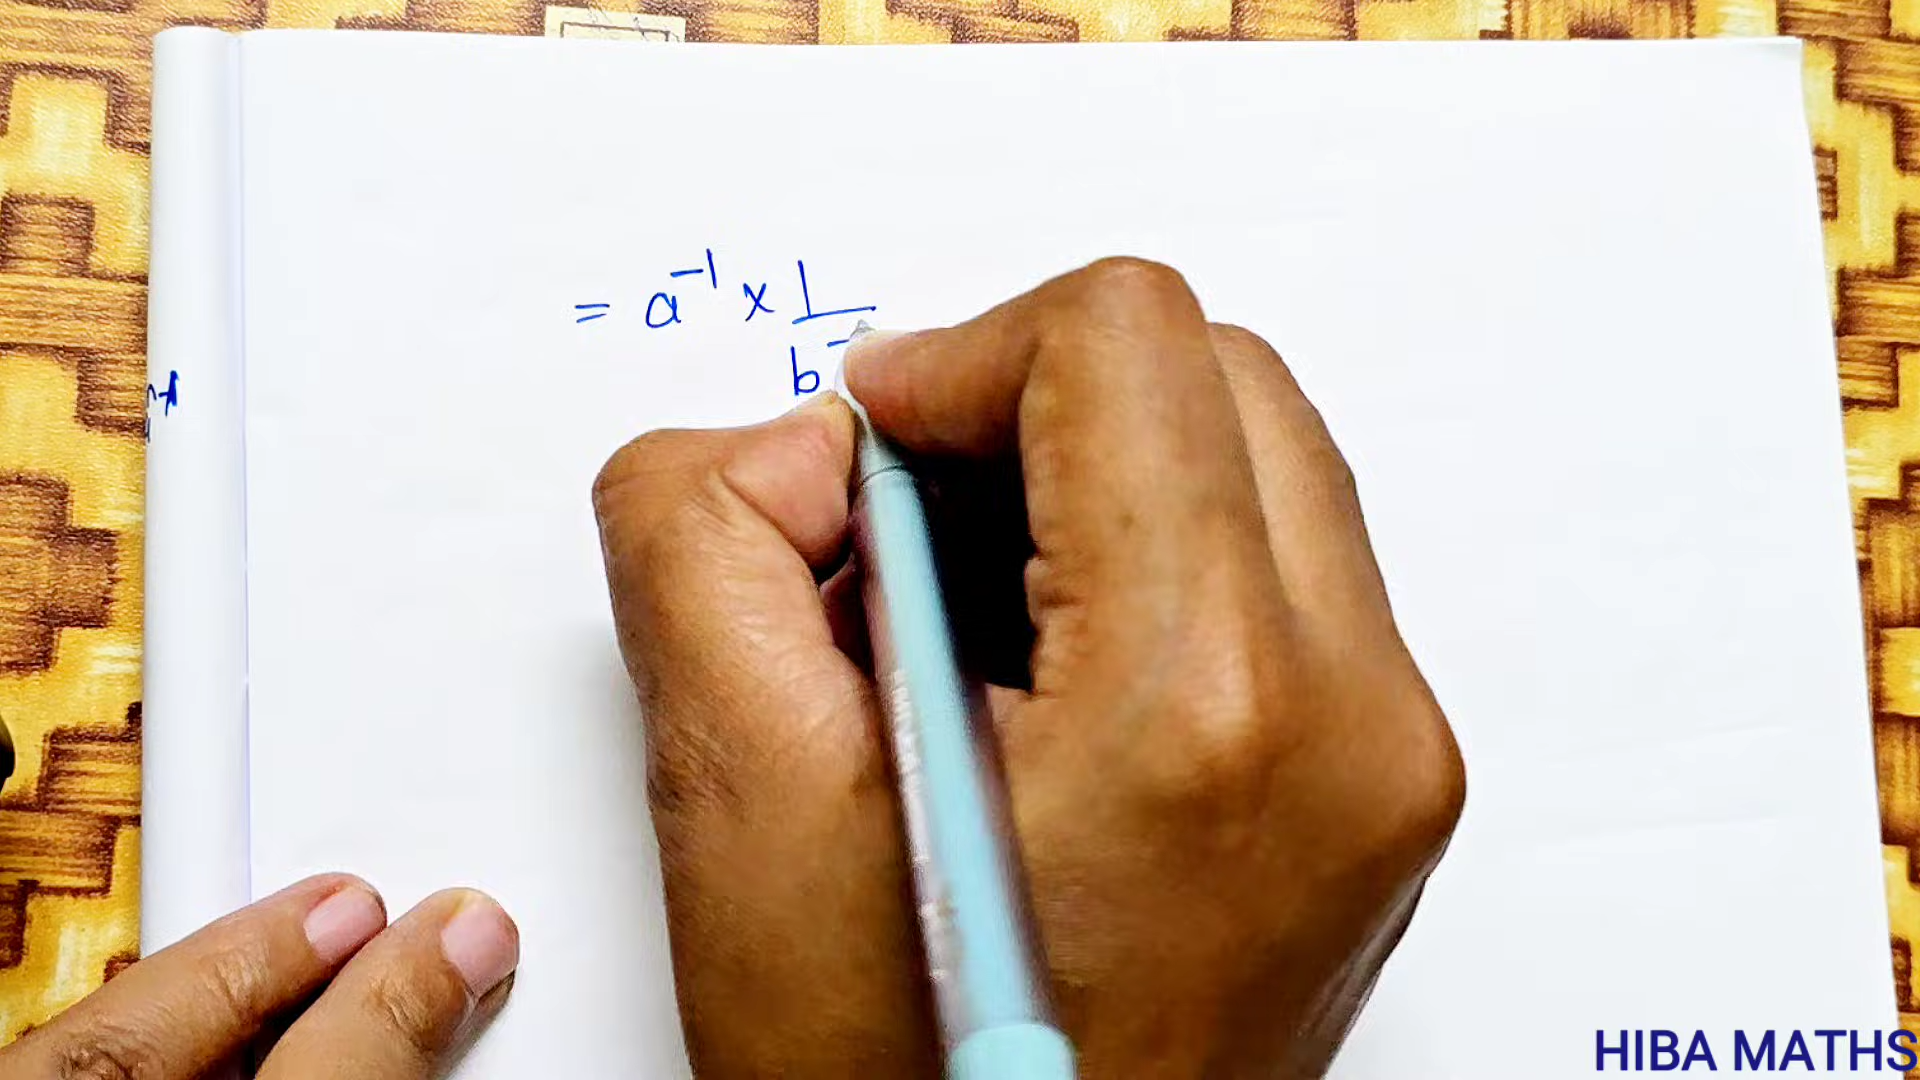 = a⁻¹ × 1
b⁻
HIBA MATHS